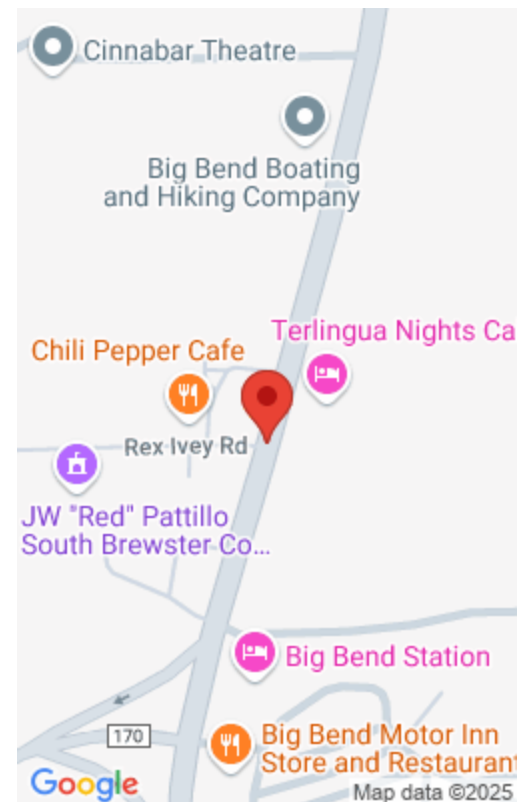 Cinnabar Theatre
Big Bend Boating
and Hiking Company
Terlingua Nights Ca
Chili Pepper Cafe
Rex Ivey Rd
JW "Red" Pattillo
South Brewster Co...
Big Bend Station
170
Big Bend Motor Inn
Store and Restaurant
Google
Map data ©2025